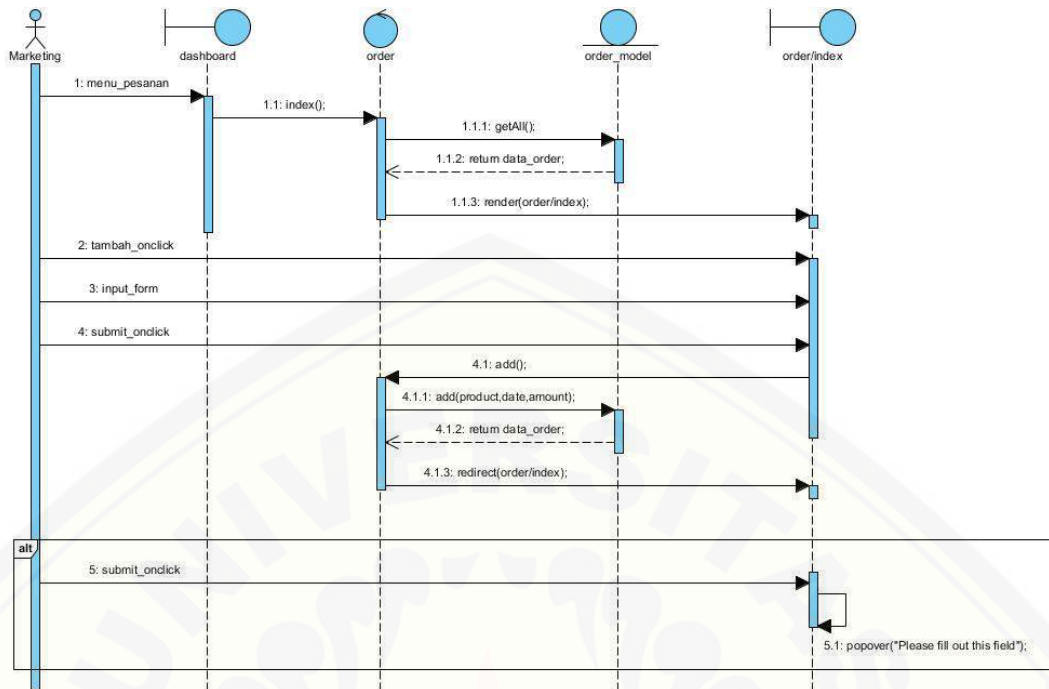 Marketing
dashboard
order
order_model
order/index
1: menu_pesanan
1.1: index();
1.1.1: getAll();
1.1.2: return data_order;
1.1.3: render(order/index);
2: tambah_onclick
3: input_form
4: submit_onclick
4.1: add();
4.1.1: add(product,date,amount);
4.1.2: return data_order;
4.1.3: redirect(order/index);
alt
5: submit_onclick
5.1: popover("Please fill out this field");
UNIVERSITAS